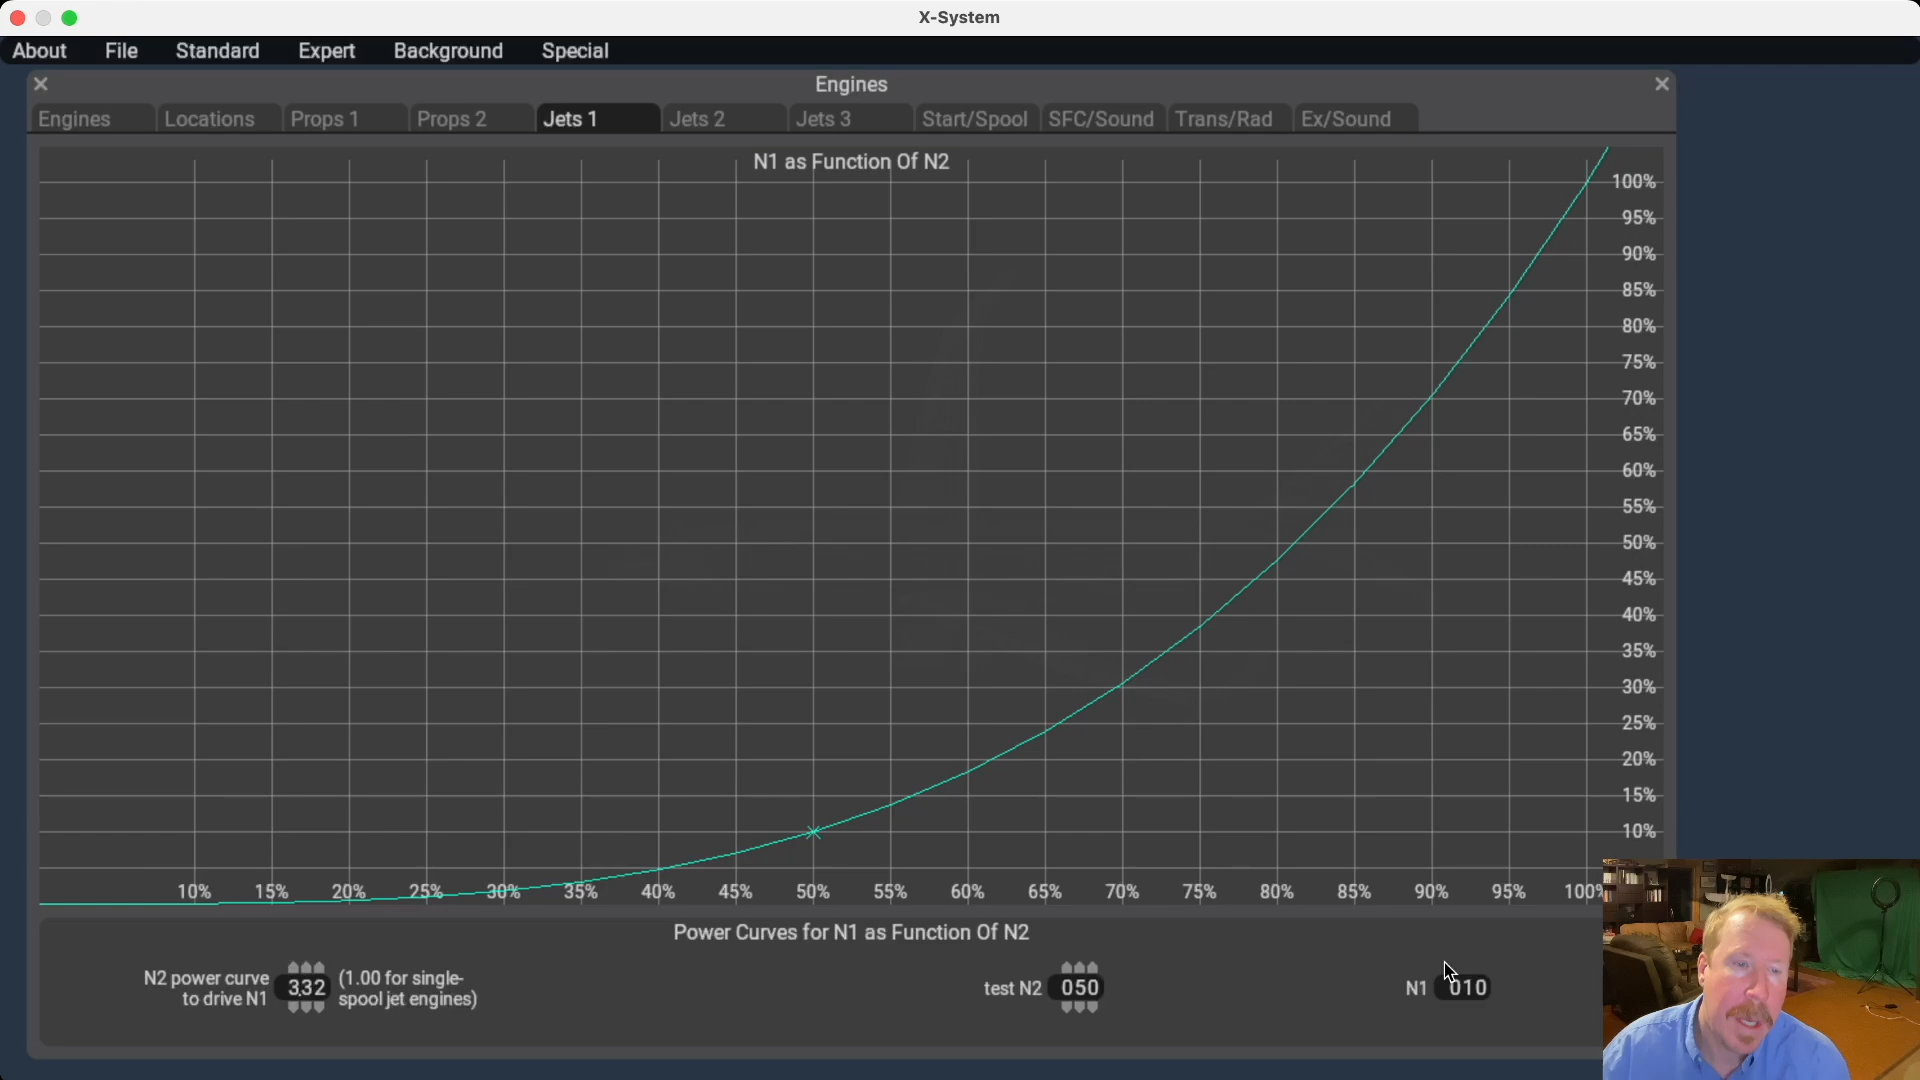 X-System
About File Standard Expert Background Special
Engines
Engines Locations Props 1 Props 2 Jets 1 Jets 2 Jets 3 Start/Spool SFC/Sound Trans/Rad Ex/Sound
N1 as Function Of N2
100%
95%
90%
85%
80%
75%
70%
65%
60%
55%
50%
45%
40%
35%
30%
25%
20%
15%
10%
10% 15% 20% 25% 30% 35% 40% 45% 50% 55% 60% 65% 70% 75% 80% 85% 90% 95% 100%
Power Curves for N1 as Function Of N2
N2 power curve
to drive N1
3.32
(1.00 for single-
spool jet engines)
test N2 050
N1 010